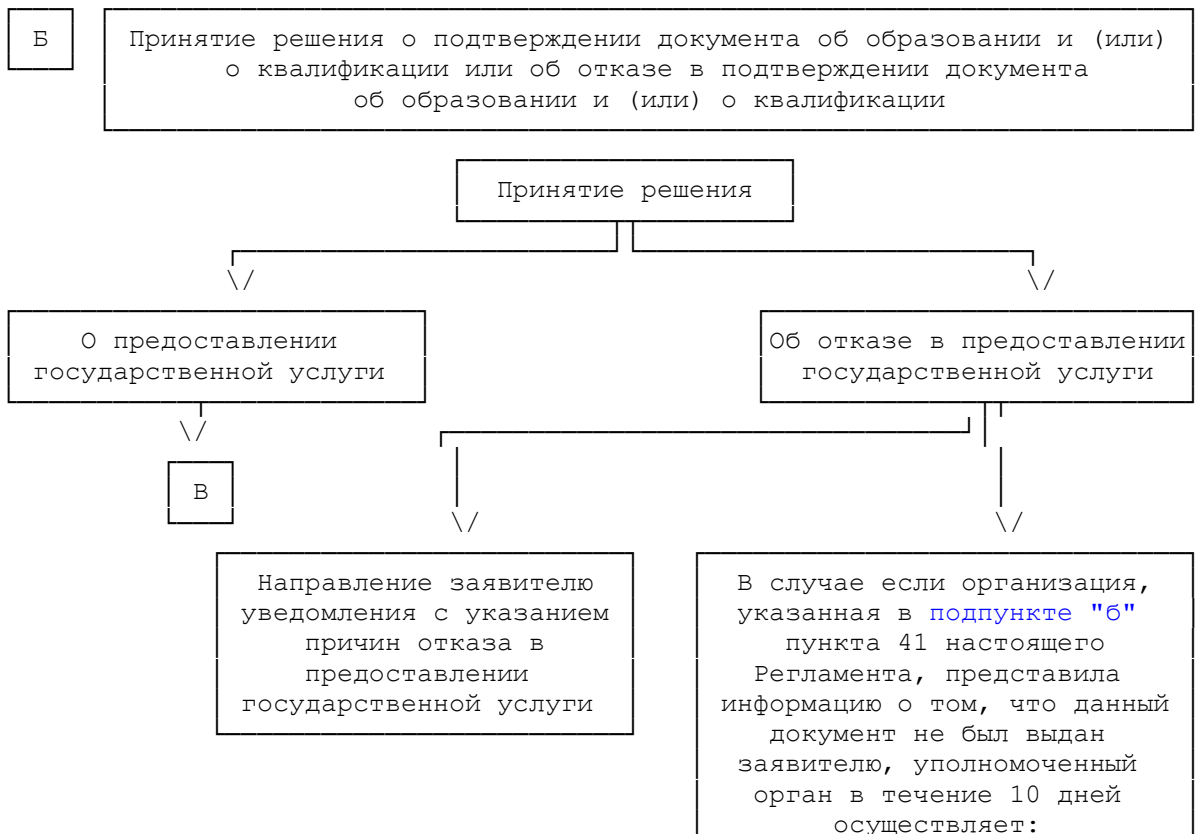 Б
Принятие решения о подтверждении документа об образовании и (или)
о квалификации или об отказе в подтверждении документа
об образовании и (или) о квалификации
Принятие решения
О предоставлении
государственной услуги
Об отказе в предоставлении
государственной услуги
В
Направление заявителю
уведомления с указанием
причин отказа в
предоставлении
государственной услуги
В случае если организация,
указанная в подпункте "б"
пункта 41 настоящего
Регламента, представила
информацию о том, что данный
документ не был выдан
заявителю, уполномоченный
орган в течение 10 дней
осуществляет: